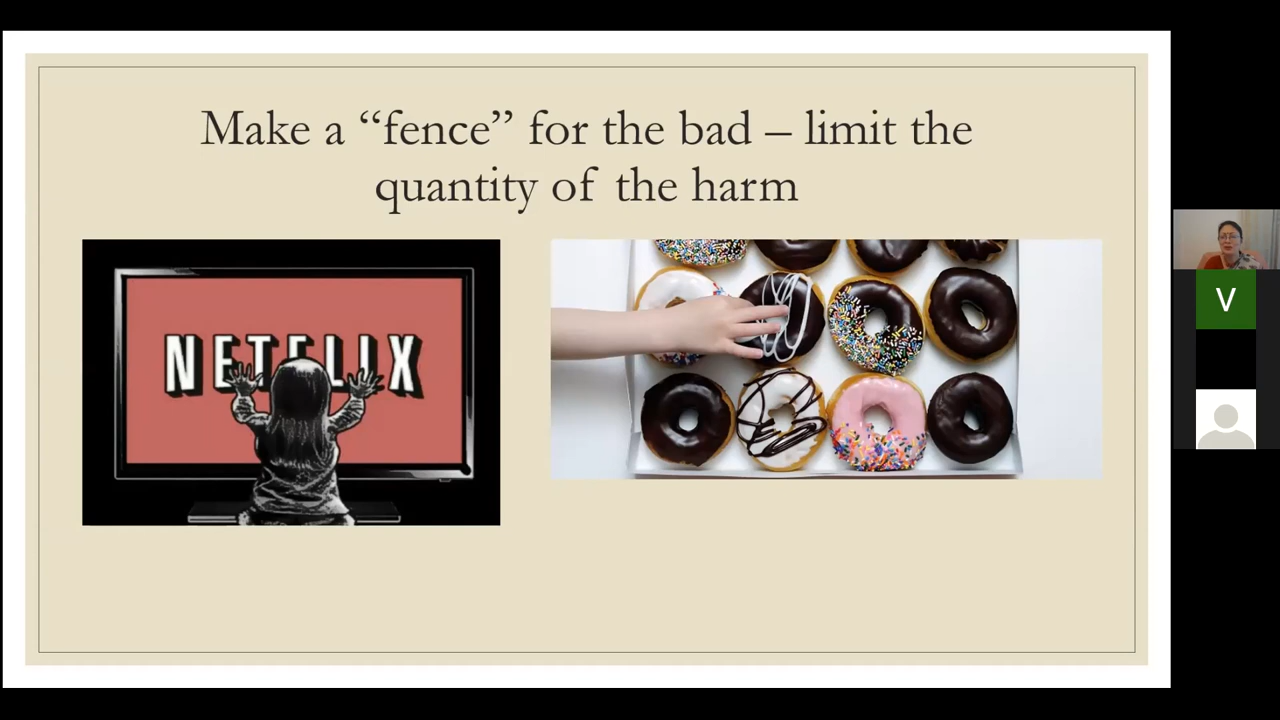 Make a “fence” for the bad – limit the
quantity of the harm
NETFLIX
V